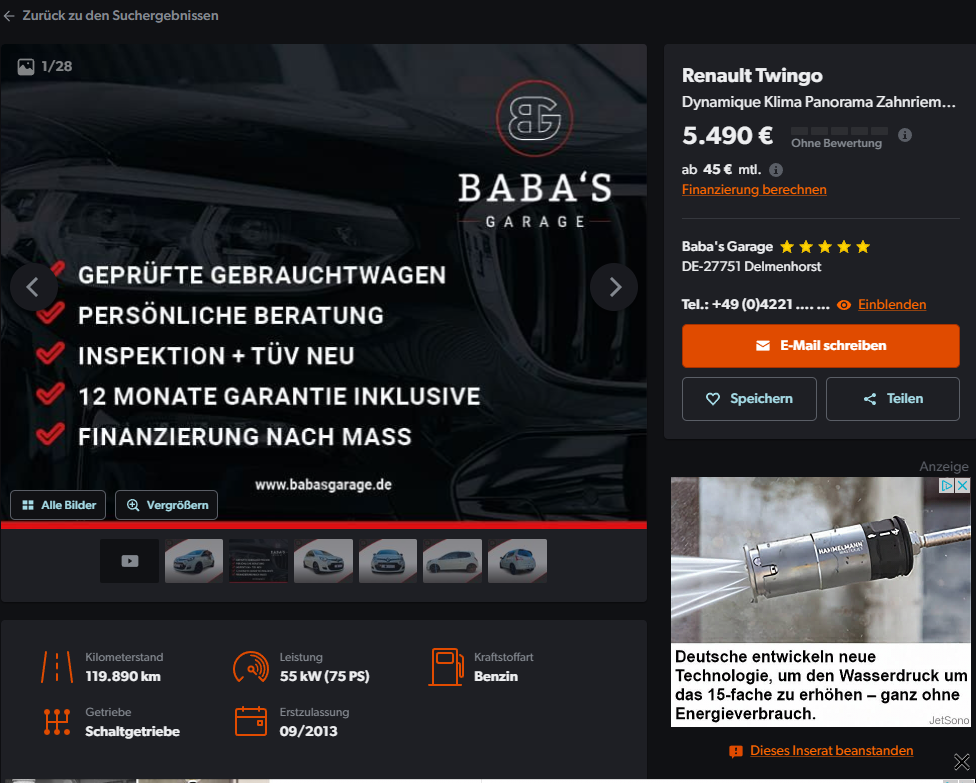 Zurück zu den Suchergebnissen
1/28
BG
BABA'S
GARAGE
GEPRÜFTE GEBRAUCHTWAGEN
PERSÖNLICHE BERATUNG
INSPEKTION + TÜV NEU
12 MONATE GARANTIE INKLUSIVE
FINANZIERUNG NACH MASS
www.babasgarage.de
Alle Bilder
Vergrößern
Kilometerstand
119.890 km
Leistung
55 kW (75 PS)
Kraftstoffart
Benzin
Getriebe
Schaltgetriebe
Erstzulassung
09/2013
Renault Twingo
Dynamique Klima Panorama Zahnriem...
5.490 €
Ohne Bewertung
ab 45 € mtl.
Finanzierung berechnen
Baba's Garage
DE-27751 Delmenhorst
Tel.: +49 (0)4221 .... ... Einblenden
E-Mail schreiben
Speichern
Teilen
Anzeige
HAMMELMANN
Deutsche entwickeln neue
Technologie, um den Wasserdruck um
das 15-fache zu erhöhen – ganz ohne
Energieverbrauch.
JetSono
Dieses Inserat beanstanden